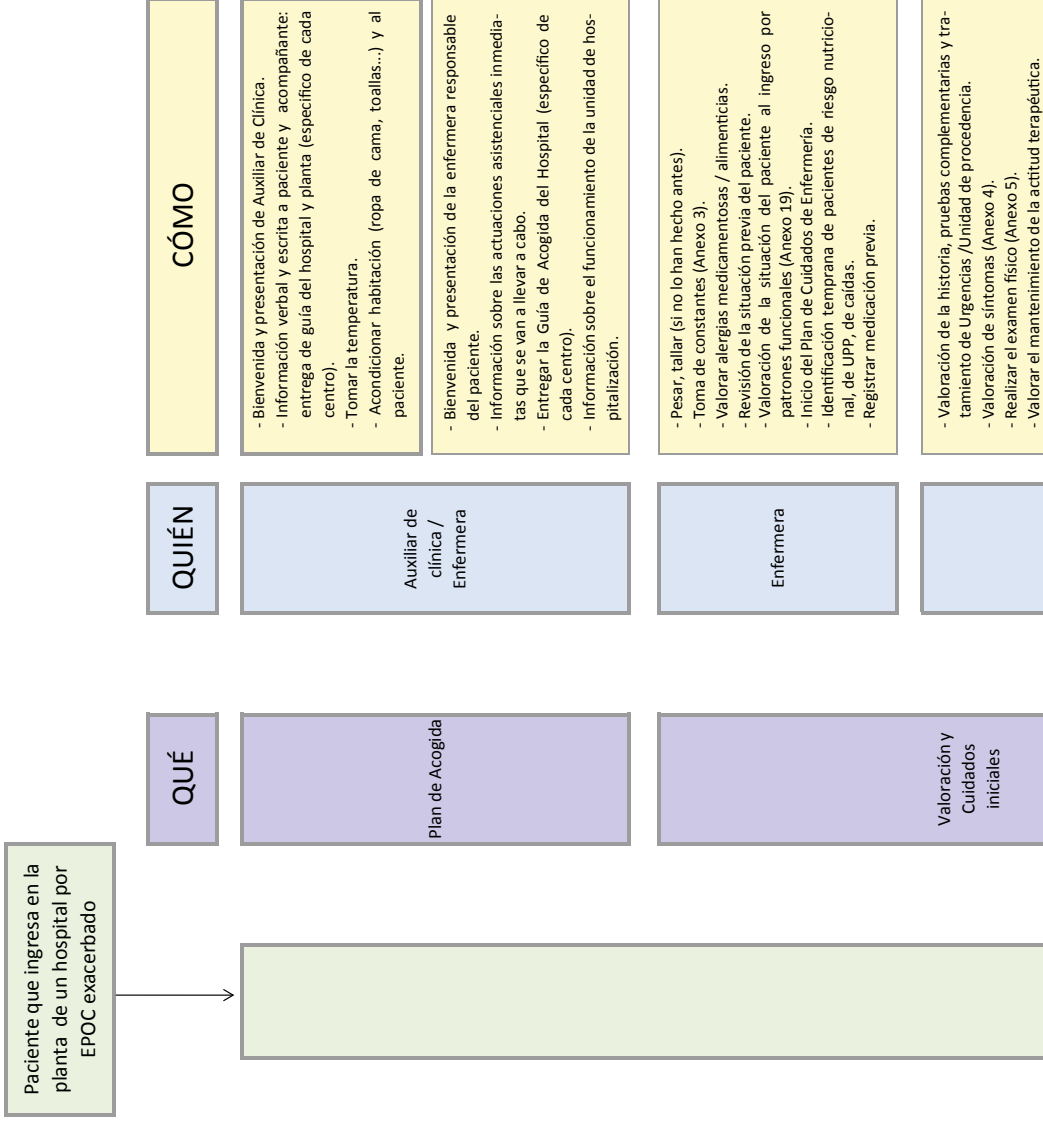 Paciente que ingresa en la
planta de un hospital por
EPOC exacerbado
QUÉ
QUIÉN
CÓMO
Plan de Acogida
Auxiliar de
clínica /
Enfermera
- Bienvenida y presentación de Auxiliar de Clínica.
- Información verbal y escrita a paciente y acompañante:
entrega de guía del hospital y planta (específico de cada
centro).
- Tomar la temperatura.
- Acondicionar habitación (ropa de cama, toallas...) y al
paciente.
- Bienvenida y presentación de la enfermera responsable
del paciente.
- Información sobre las actuaciones asistenciales inmedia-
tas que se van a llevar a cabo.
- Entregar la Guía de Acogida del Hospital (específico de
cada centro).
- Información sobre el funcionamiento de la unidad de hos-
pitalización.
Valoración y
Cuidados
iniciales
Enfermera
- Pesar, tallar (si no lo han hecho antes).
- Toma de constantes (Anexo 3).
- Valorar alergias medicamentosas / alimenticias.
- Revisión de la situación previa del paciente.
- Valoración de la situación del paciente al ingreso por
patrones funcionales (Anexo 19).
- Inicio del Plan de Cuidados de Enfermería.
- Identificación temprana de pacientes de riesgo nutricio-
nal, de UPP, de caídas.
- Registrar medicación previa.
- Valoración de la historia, pruebas complementarias y tra-
tamiento de Urgencias /Unidad de procedencia.
- Valoración de síntomas (Anexo 4).
- Realizar el examen físico (Anexo 5).
- Valorar el mantenimiento de la actitud terapéutica.